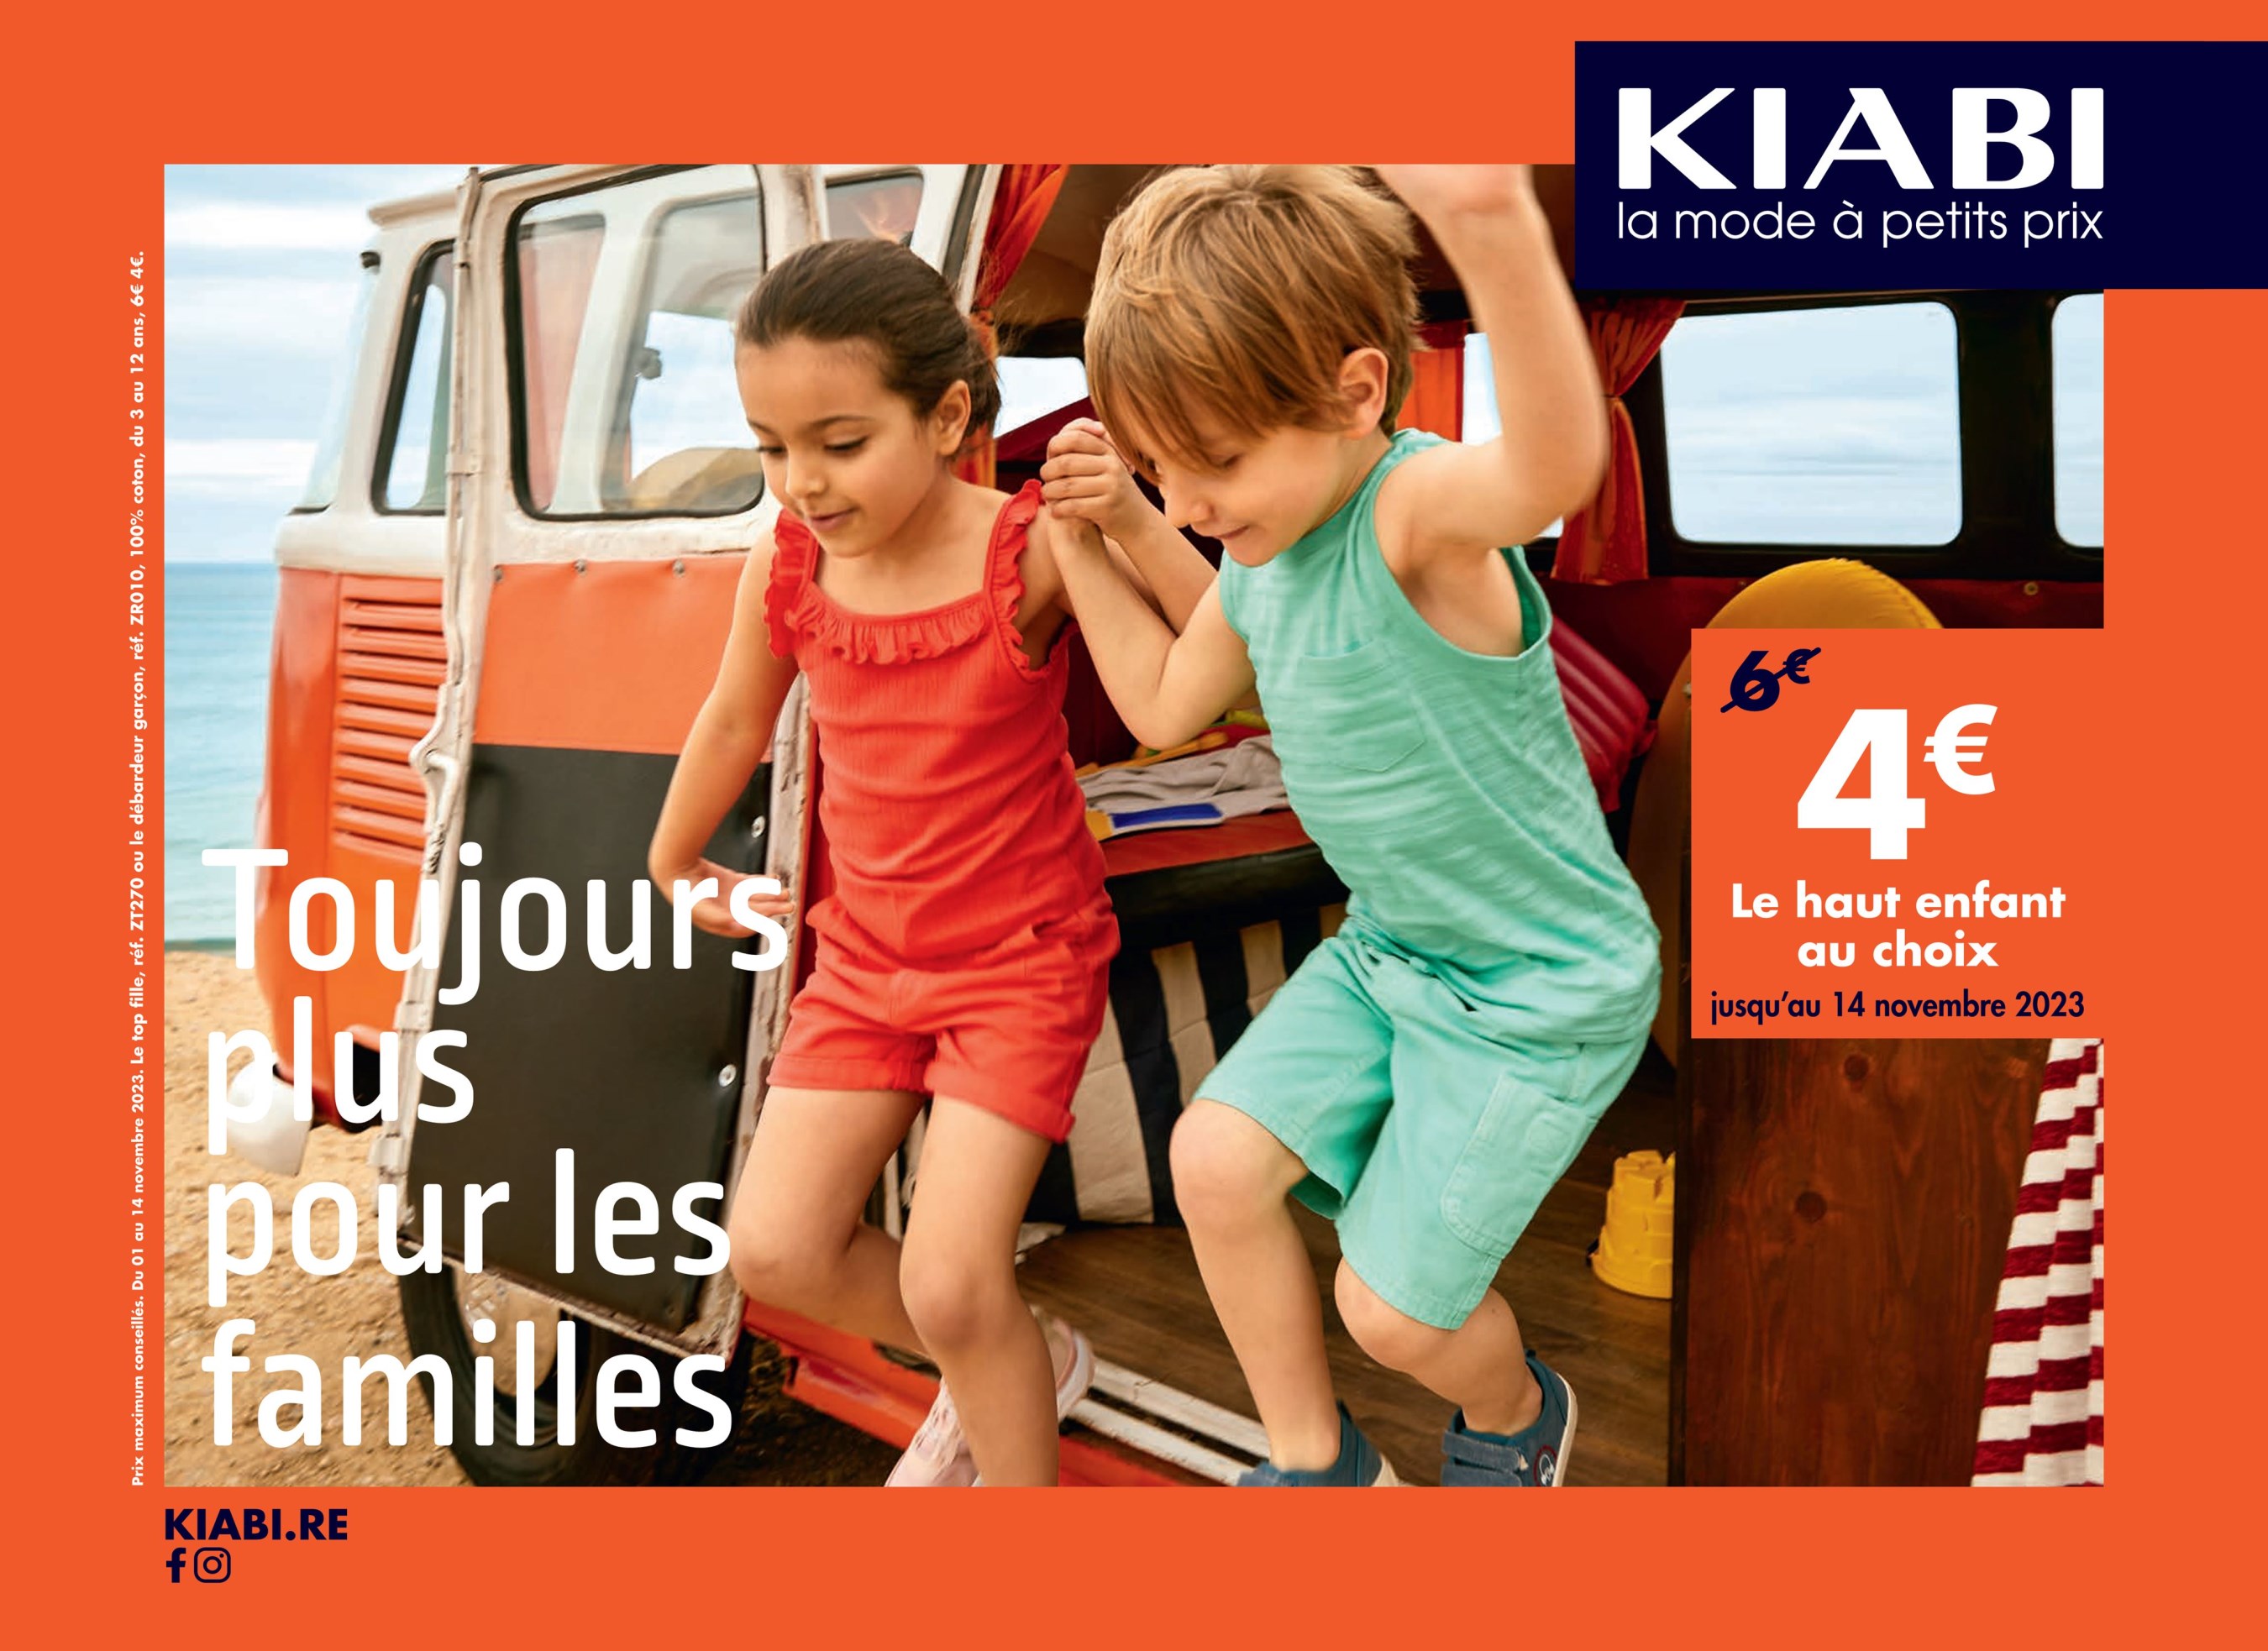 KIABI
la mode à petits prix
Prix maximum conseillés. Du 01 au 14 novembre 2023. Le top fille, réf. ZT270 ou le débardeur garçon, réf. ZR010, 100% coton, du 3 au 12 ans, 6€ 4€.
6€
4€
Le haut enfant
au choix
jusqu'au 14 novembre 2023
Toujours
plus
pour les
familles
KIABI.RE